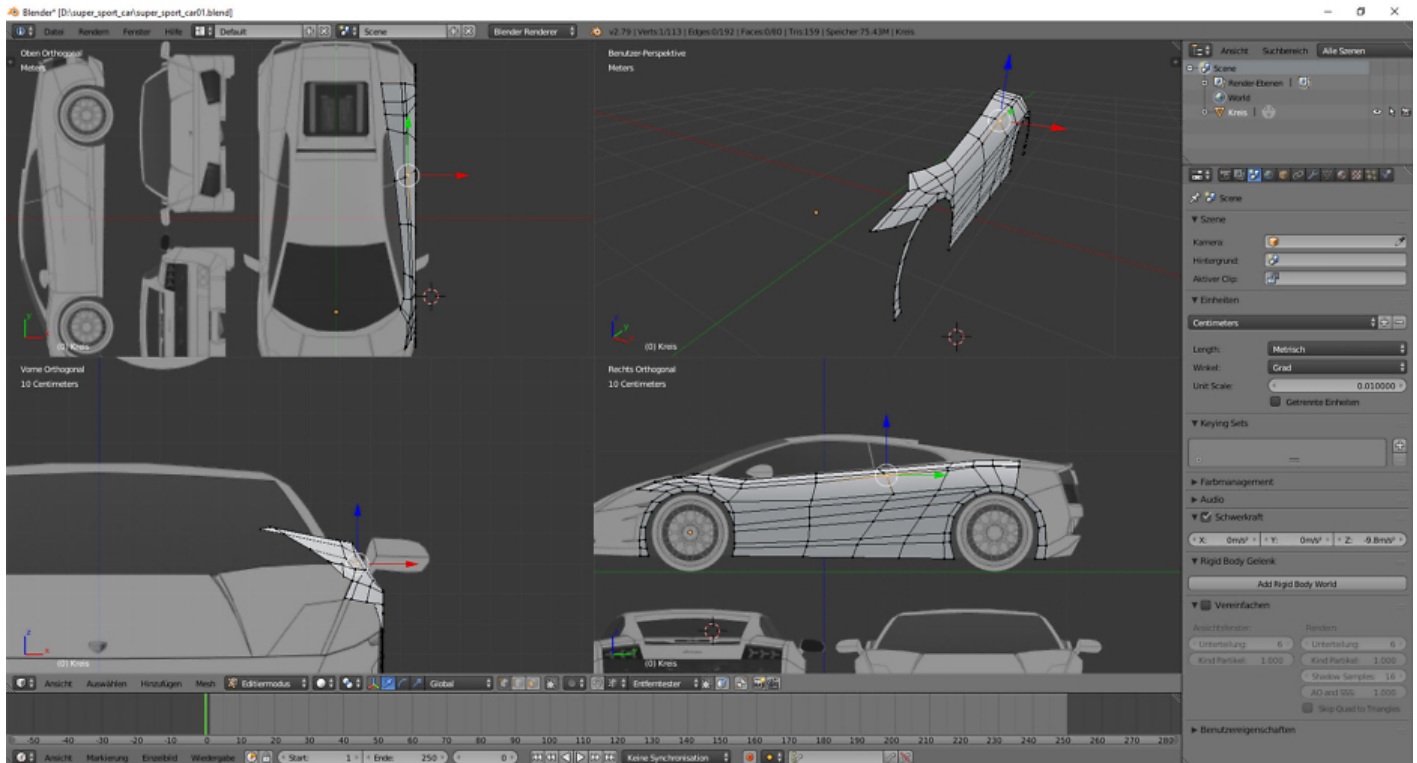 Blender* [D:\super_sport_car\super_sport_car01.blend]
Datei Rendern Fenster Hilfe Default Scene Blender Renderer v2.79 | Verts:1/113 | Edges:0/192 | Faces:0/80 | Tris:159 | Speicher:75.43M | Kreis
Oben Orthogonal
Meters
(0) Kreis
Benutzer-Perspektive
Meters
(0) Kreis
Vorne Orthogonal
10 Centimeters
(0) Kreis
Rechts Orthogonal
10 Centimeters
(0) Kreis
Ansicht Auswählen Hinzufügen Mesh Editiermodus Global Entferntester
-50 -40 -30 -20 -10 0 10 20 30 40 50 60 70 80 90 100 110 120 130 140 150 160 170 180 190 200 210 220 230 240 250 260 270 280
Ansicht Markierung Einzelbild Wiedergabe Start: 1 Ende: 250 0 Keine Synchronisation
Ansicht Suchbereich Alle Szenen
Scene
Render-Ebenen
World
Kreis
Scene
Szene
Kamera:
Hintergrund:
Aktiver Clip:
Einheiten
Centimeters
Length: Metrisch
Winkel: Grad
Unit Scale: 0.010000
Getrennte Einheiten
Keying Sets
Farbmanagement
Audio
Schwerkraft
X: 0m/s² Y: 0m/s² Z: -9.8m/s²
Rigid Body Gelenk
Add Rigid Body World
Vereinfachen
Ansichtsfenster: Rendern:
Unterteilung: 6 Unterteilung: 6
Kind Partikel: 1.000 Kind Partikel: 1.000
Shadow Samples: 16
AO and SSS: 1.000
Skip Quad to Triangles
Benutzereigenschaften